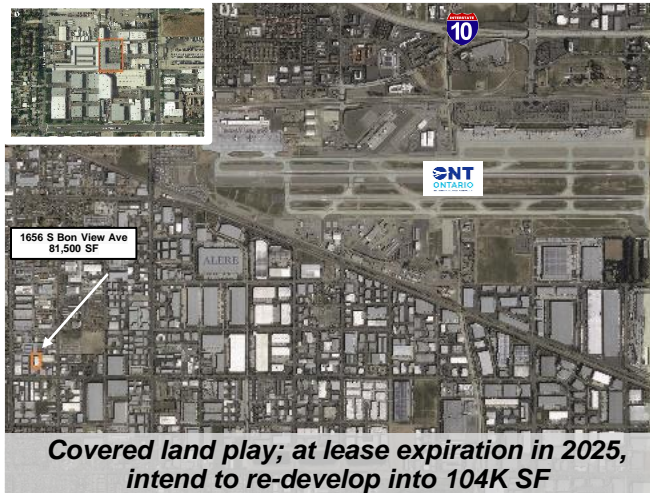 INTERSTATE
10
ONT
ONTARIO
1656 S Bon View Ave
81,500 SF
ALERE
Covered land play; at lease expiration in 2025,
intend to re-develop into 104K SF